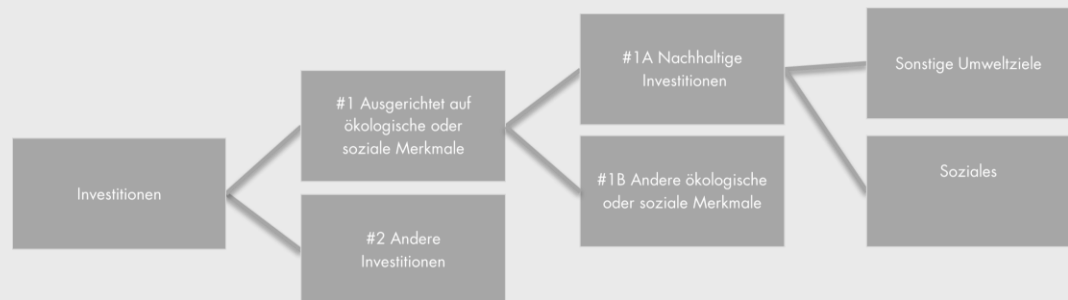 Investitionen
#1 Ausgerichtet auf
ökologische oder
soziale Merkmale
#2 Andere
Investitionen
#1A Nachhaltige
Investitionen
#1B Andere ökologische
oder soziale Merkmale
Sonstige Umweltziele
Soziales